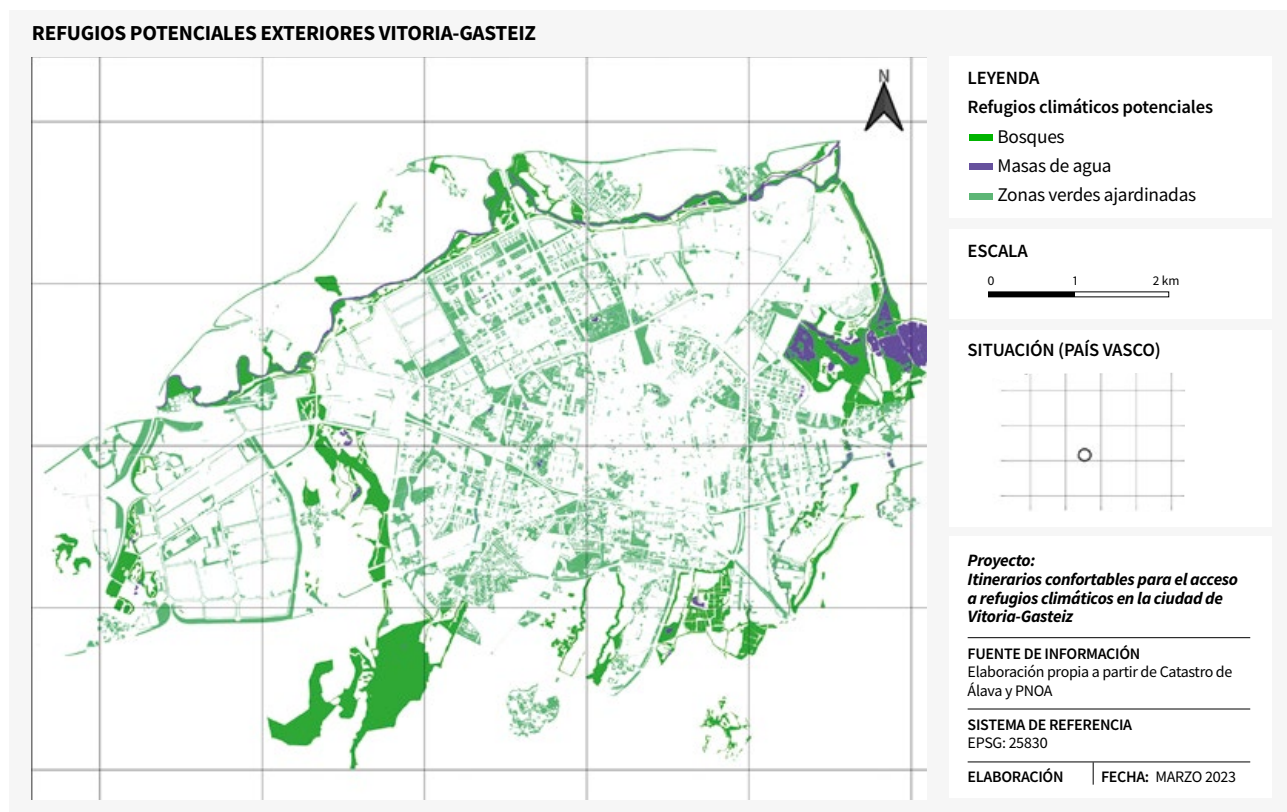 REFUGIOS POTENCIALES EXTERIORES VITORIA-GASTEIZ
N
LEYENDA
Refugios climáticos potenciales
Bosques
Masas de agua
Zonas verdes ajardinadas
ESCALA
0 1 2 km
SITUACIÓN (PAÍS VASCO)
Proyecto:
Itinerarios confortables para el acceso
a refugios climáticos en la ciudad de
Vitoria-Gasteiz
FUENTE DE INFORMACIÓN
Elaboración propia a partir de Catastro de
Álava y PNOA
SISTEMA DE REFERENCIA
EPSG: 25830
ELABORACIÓN FECHA: MARZO 2023